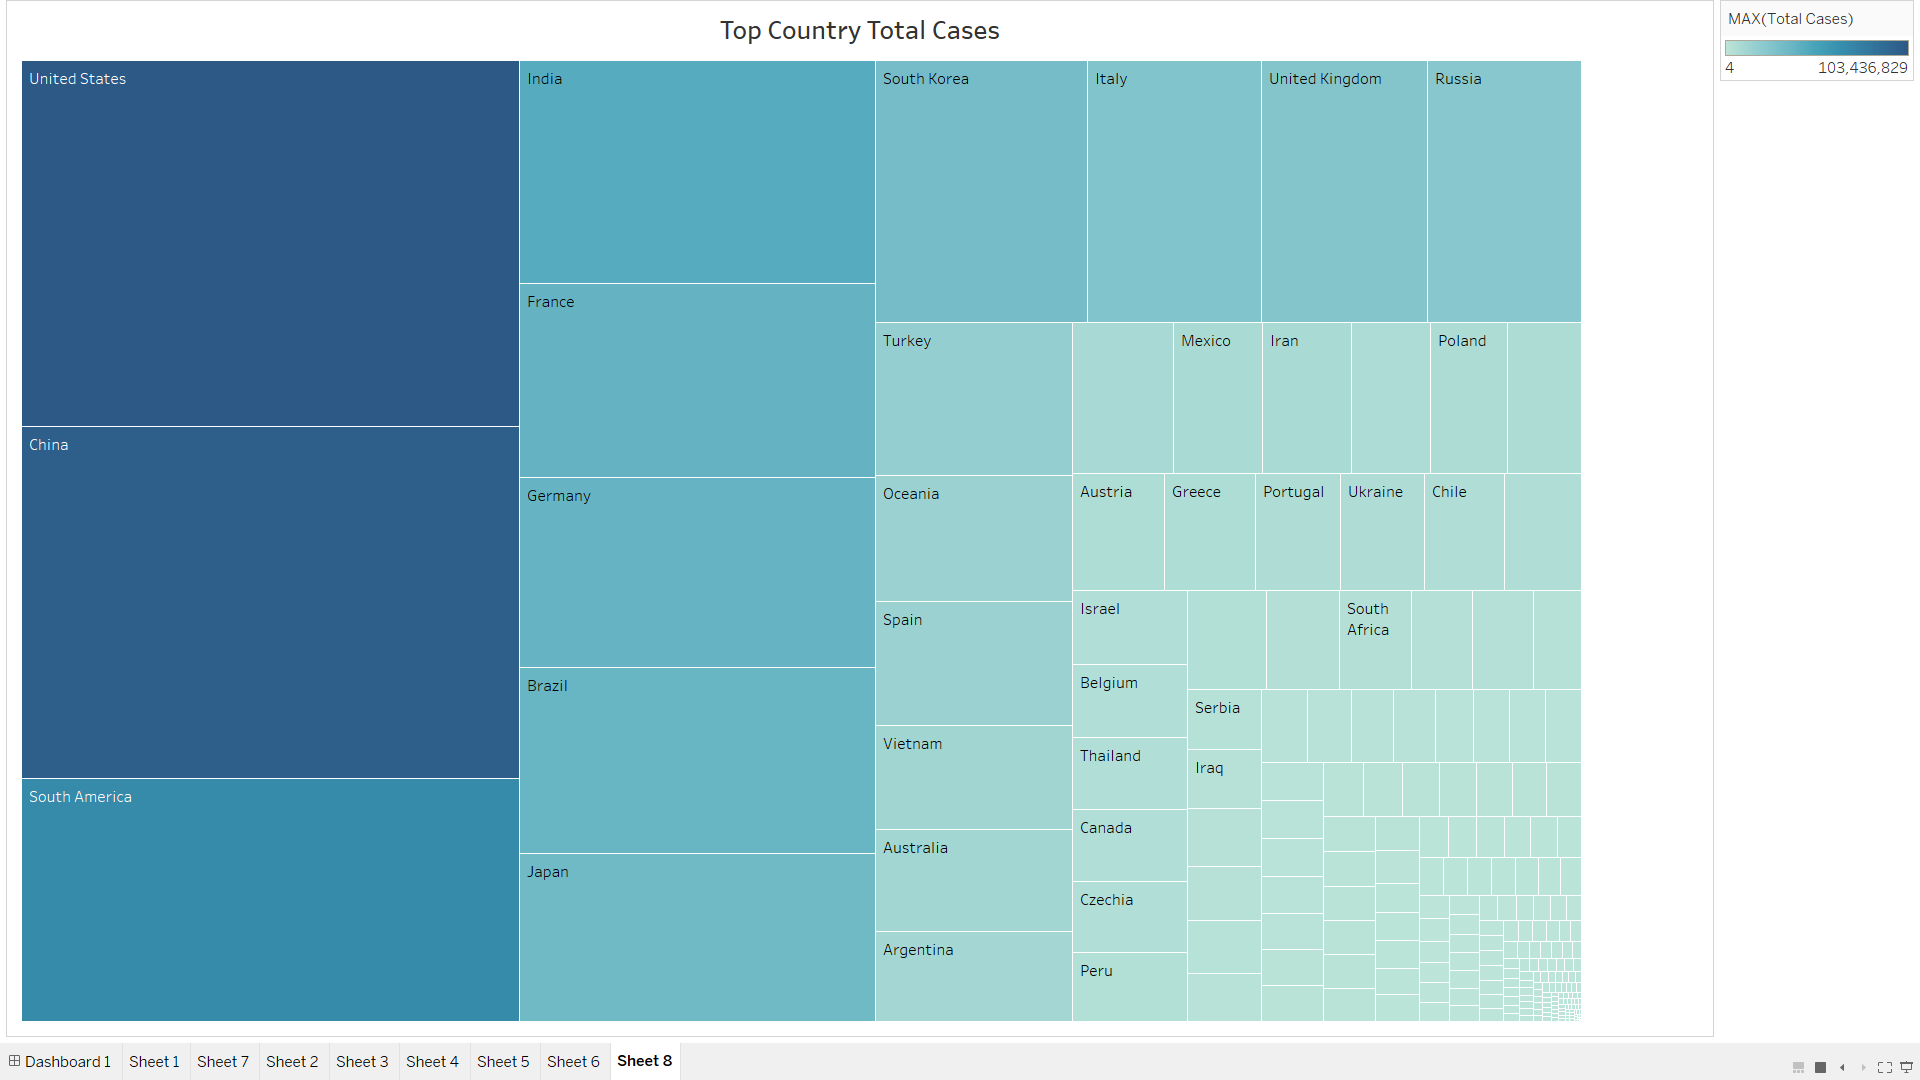 Top Country Total Cases
MAX(Total Cases)
4 103,436,829
United States
India
South Korea
Italy
United Kingdom
Russia
France
Turkey
Mexico
Iran
Poland
China
Germany
Oceania
Austria
Greece
Portugal
Ukraine
Chile
Spain
Israel
South
Africa
Brazil
Belgium
Serbia
Vietnam
Thailand
Iraq
South America
Australia
Canada
Japan
Czechia
Argentina
Peru
Dashboard 1 Sheet 1 Sheet 7 Sheet 2 Sheet 3 Sheet 4 Sheet 5 Sheet 6 Sheet 8